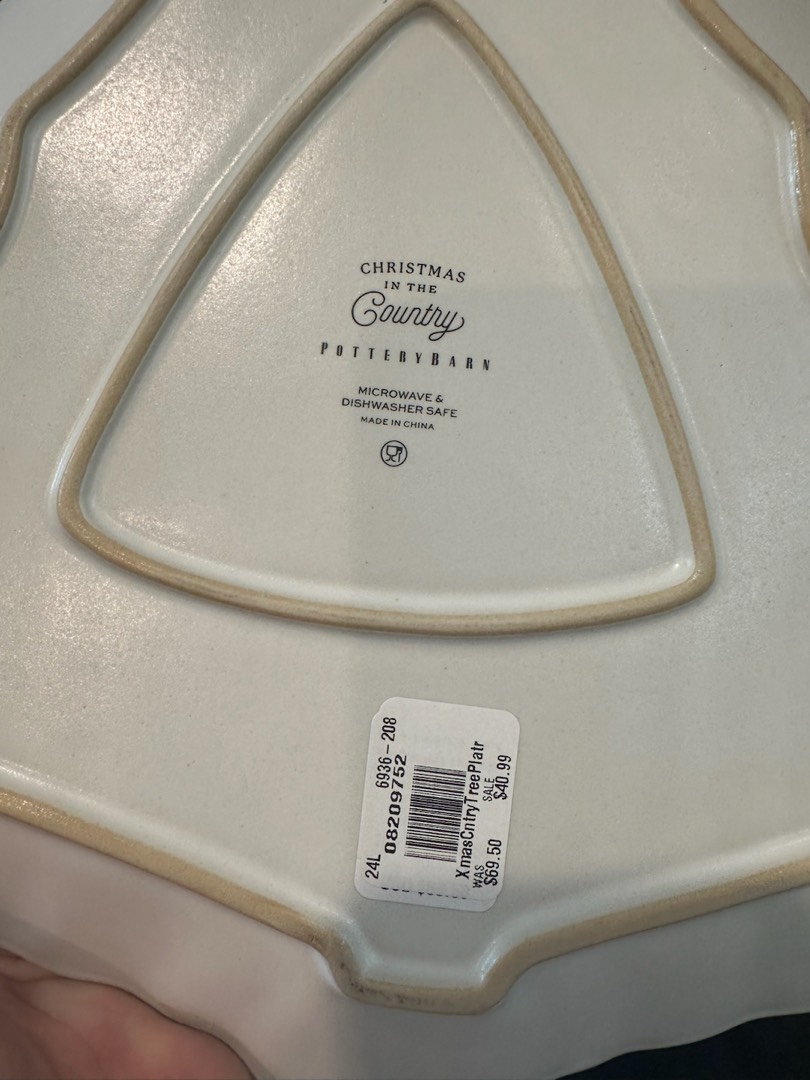 CHRISTMAS
IN THE
Country
POTTERYBARN
MICROWAVE &
DISHWASHER SAFE
MADE IN CHINA
24L 6936-208
08209752
XmasCntryTreePlatr
WAS SALE
$69.50 $40.99